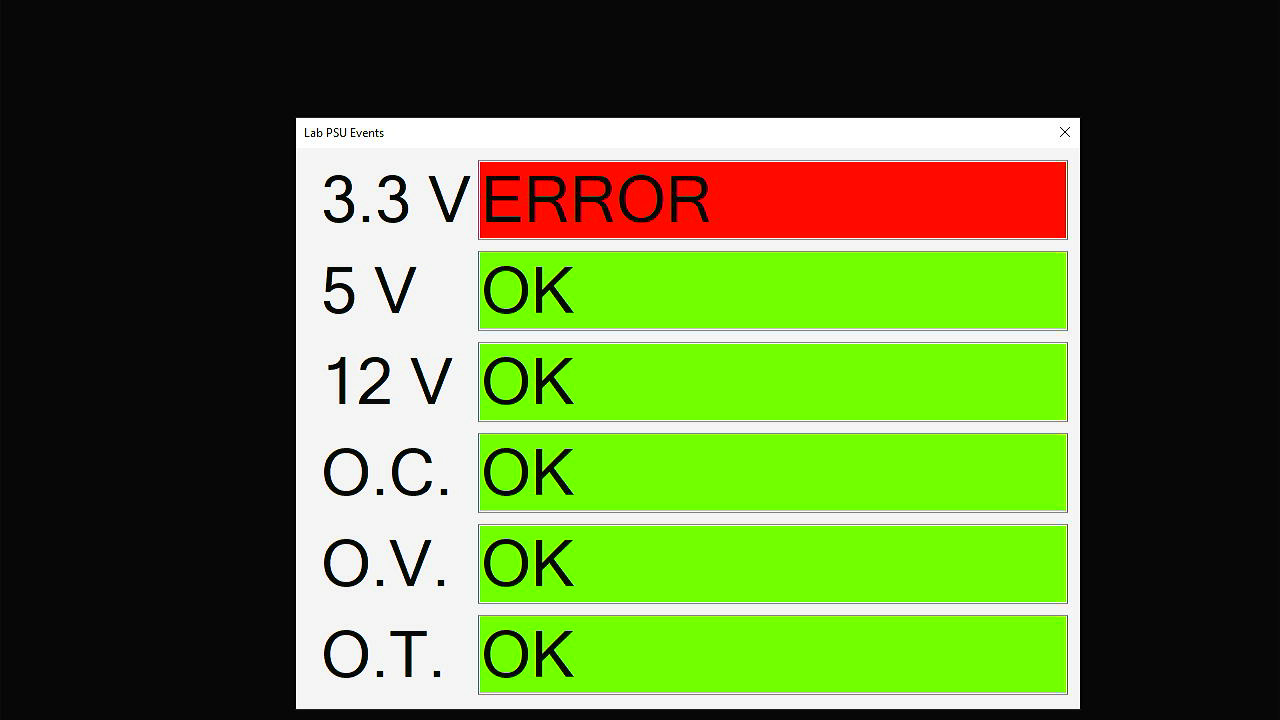 Lab PSU Events
3.3 V ERROR
5 V OK
12 V OK
O.C. OK
O.V. OK
O.T. OK